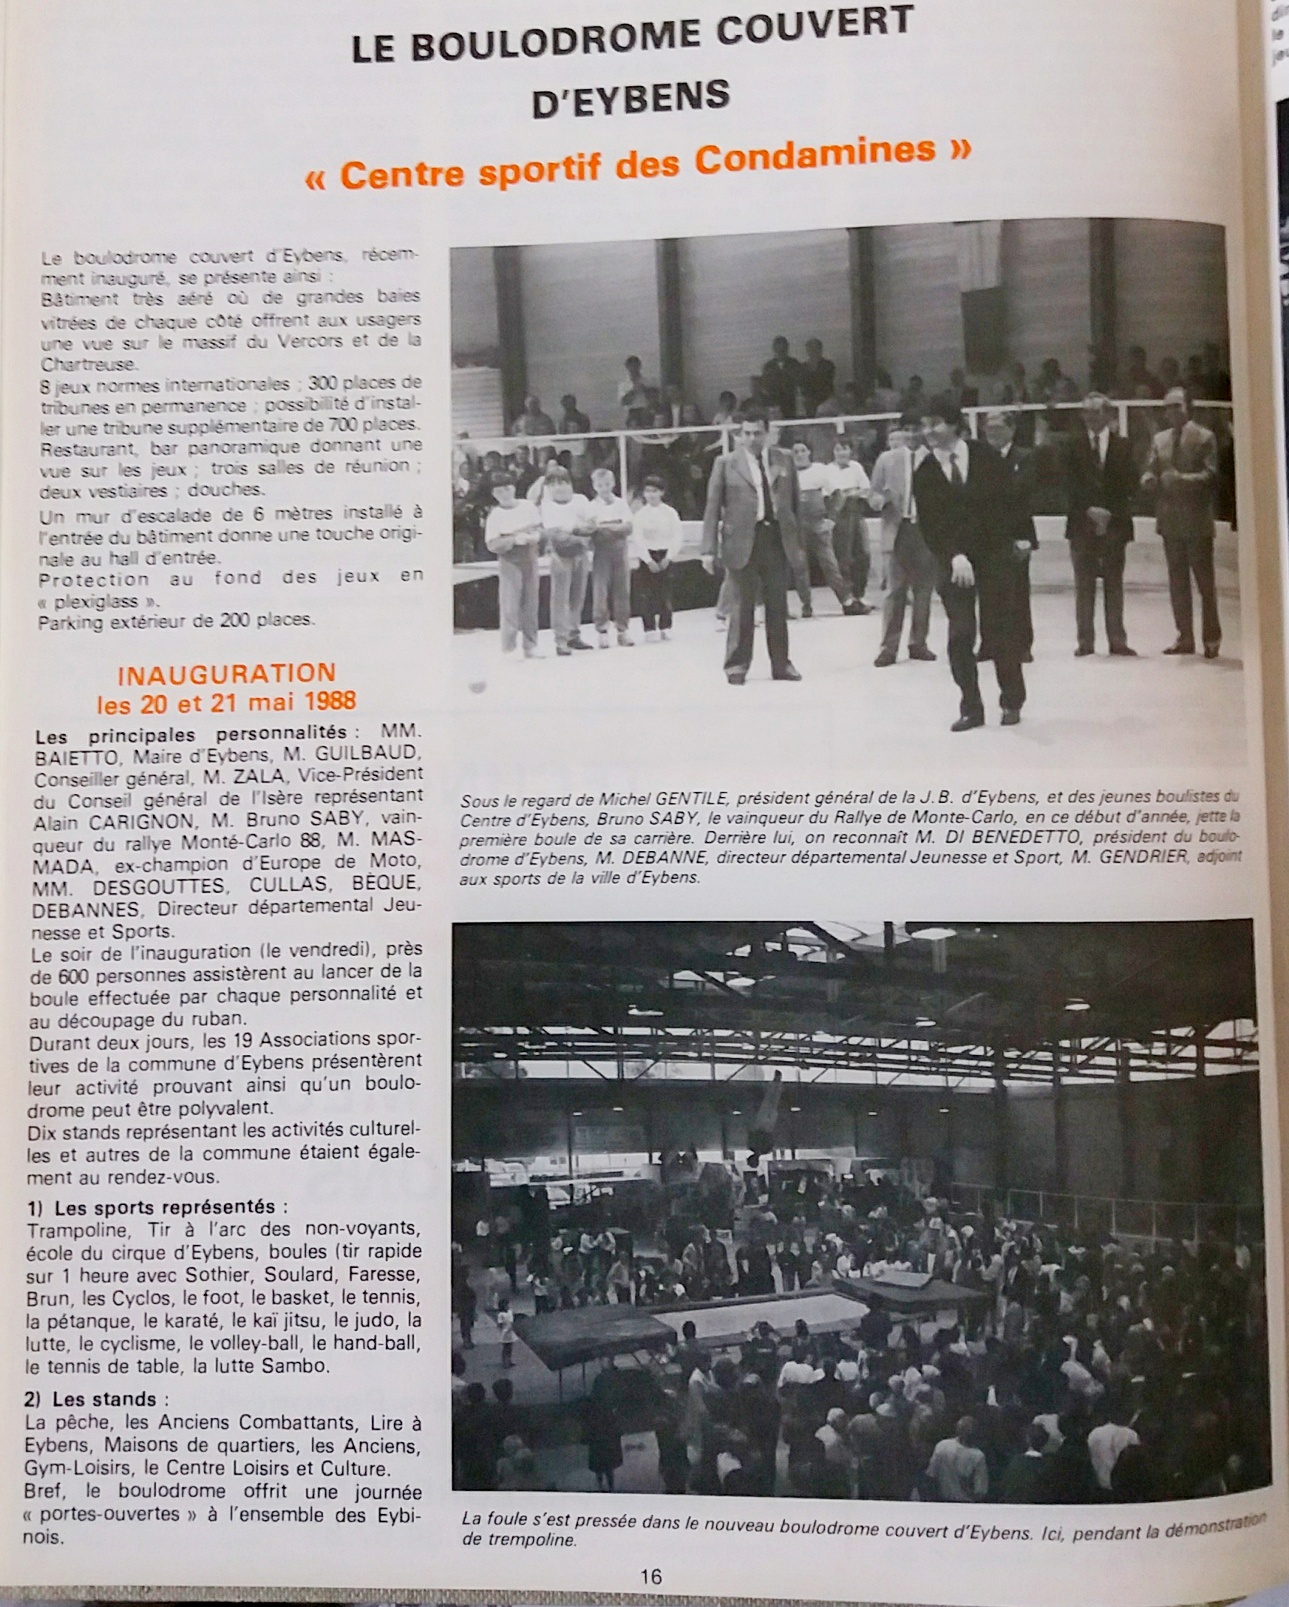 LE BOULODROME COUVERT
D'EYBENS
« Centre sportif des Condamines »
Le boulodrome couvert d'Eybens, récem-
ment inauguré, se présente ainsi :
Bâtiment très aéré où de grandes baies
vitrées de chaque côté offrent aux usagers
une vue sur le massif du Vercors et de la
Chartreuse.
8 jeux normes internationales ; 300 places de
tribunes en permanence ; possibilité d'instal-
ler une tribune supplémentaire de 700 places.
Restaurant, bar panoramique donnant une
vue sur les jeux ; trois salles de réunion ;
deux vestiaires ; douches.
Un mur d'escalade de 6 mètres installé à
l'entrée du bâtiment donne une touche origi-
nale au hall d'entrée.
Protection au fond des jeux en
« plexiglass ».
Parking extérieur de 200 places.
INAUGURATION
les 20 et 21 mai 1988
Les principales personnalités : MM.
BAIETTO, Maire d'Eybens, M. GUILBAUD,
Conseiller général, M. ZALA, Vice-Président
du Conseil général de l'Isère représentant
Alain CARIGNON, M. Bruno SABY, vain-
queur du rallye Monté-Carlo 88, M. MAS-
MADA, ex-champion d'Europe de Moto,
MM. DESGOUTTES, CULLAS, BÈQUE,
DEBANNES, Directeur départemental Jeu-
nesse et Sports.
Le soir de l'inauguration (le vendredi), près
de 600 personnes assistèrent au lancer de la
boule effectuée par chaque personnalité et
au découpage du ruban.
Durant deux jours, les 19 Associations spor-
tives de la commune d'Eybens présentèrent
leur activité prouvant ainsi qu'un boulo-
drome peut être polyvalent.
Dix stands représentant les activités culturel-
les et autres de la commune étaient égale-
ment au rendez-vous.
1) Les sports représentés :
Trampoline, Tir à l'arc des non-voyants,
école du cirque d'Eybens, boules (tir rapide
sur 1 heure avec Sothier, Soulard, Faresse,
Brun, les Cyclos, le foot, le basket, le tennis,
la pétanque, le karaté, le kaï jitsu, le judo, la
lutte, le cyclisme, le volley-ball, le hand-ball,
le tennis de table, la lutte Sambo.
2) Les stands :
La pêche, les Anciens Combattants, Lire à
Eybens, Maisons de quartiers, les Anciens,
Gym-Loisirs, le Centre Loisirs et Culture.
Bref, le boulodrome offrit une journée
« portes-ouvertes » à l'ensemble des Eybi-
nois.
Sous le regard de Michel GENTILE, président général de la J.B. d'Eybens, et des jeunes boulistes du
Centre d'Eybens, Bruno SABY, le vainqueur du Rallye de Monte-Carlo, en ce début d'année, jette la
première boule de sa carrière. Derrière lui, on reconnaît M. DI BENEDETTO, président du boulo-
drome d'Eybens, M. DEBANNE, directeur départemental Jeunesse et Sport, M. GENDRIER, adjoint
aux sports de la ville d'Eybens.
La foule s'est pressée dans le nouveau boulodrome couvert d'Eybens. Ici, pendant la démonstration
de trempoline.
16